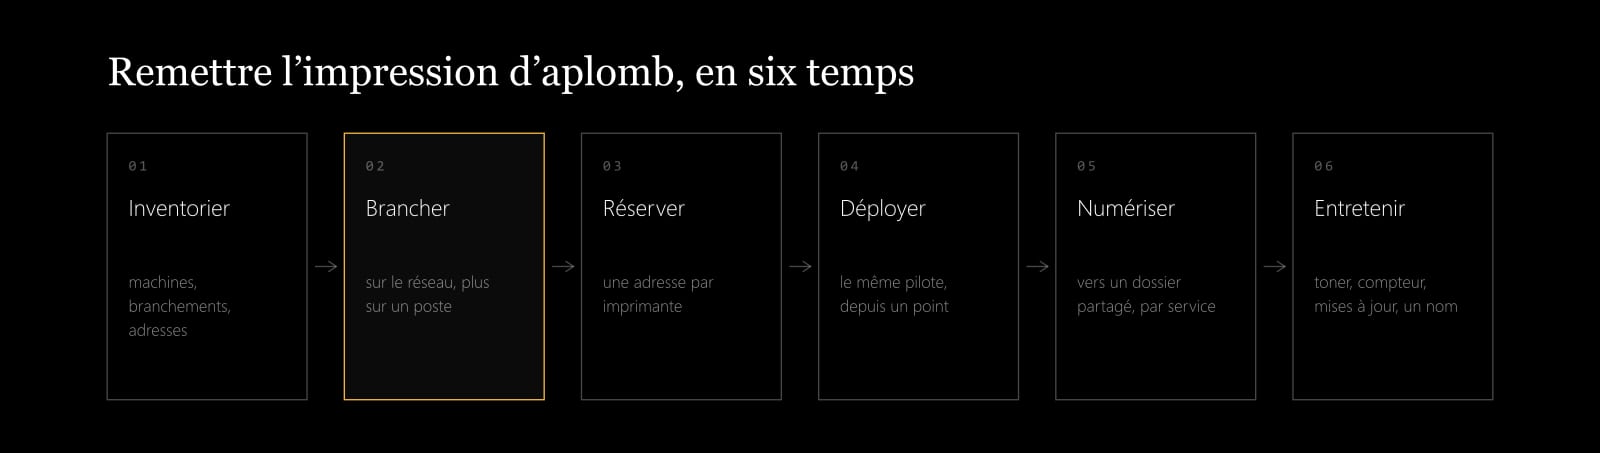 Remettre l’impression d’aplomb, en six temps
01
Inventorier
machines,
branchements,
adresses
02
Brancher
sur le réseau, plus
sur un poste
03
Réserver
une adresse par
imprimante
04
Déployer
le même pilote,
depuis un point
05
Numériser
vers un dossier
partagé, par service
06
Entretenir
toner, compteur,
mises à jour, un nom